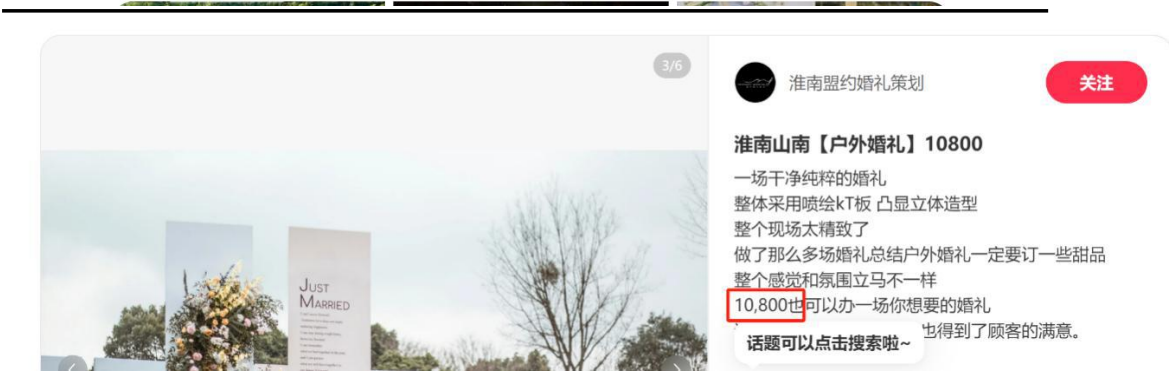 3/6
JUST
MARRIED
淮南盟约婚礼策划
关注
淮南山南【户外婚礼】10800
一场干净纯粹的婚礼
整体采用喷绘kT板 凸显立体造型
整个现场太精致了
做了那么多场婚礼总结户外婚礼一定要订一些甜品
整个感觉和氛围立马不一样
10,800也可以办一场你想要的婚礼
也得到了顾客的满意。
话题可以点击搜索啦~